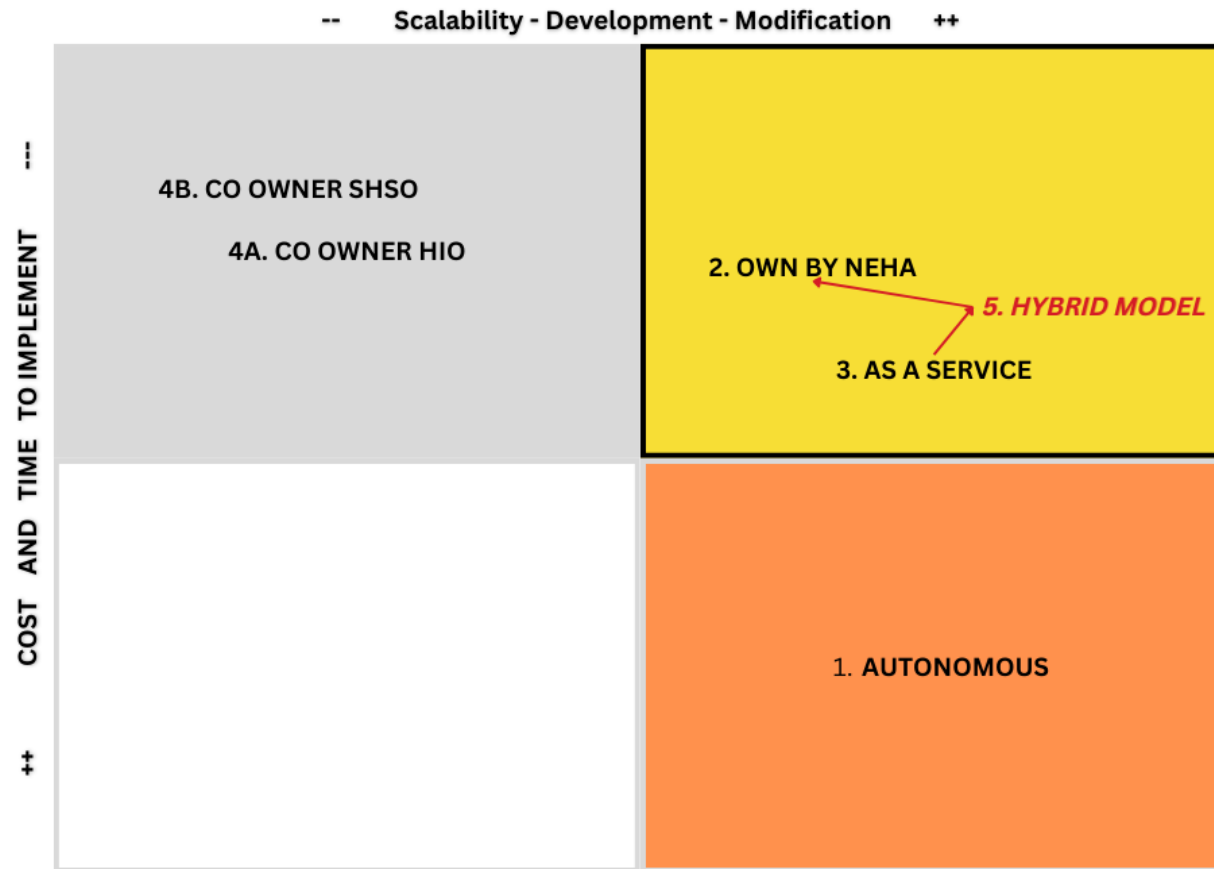 -- Scalability - Development - Modification ++
--- COST AND TIME TO IMPLEMENT ++
4B. CO OWNER SHSO
4A. CO OWNER HIO
2. OWN BY NEHA
5. HYBRID MODEL
3. AS A SERVICE
1. AUTONOMOUS